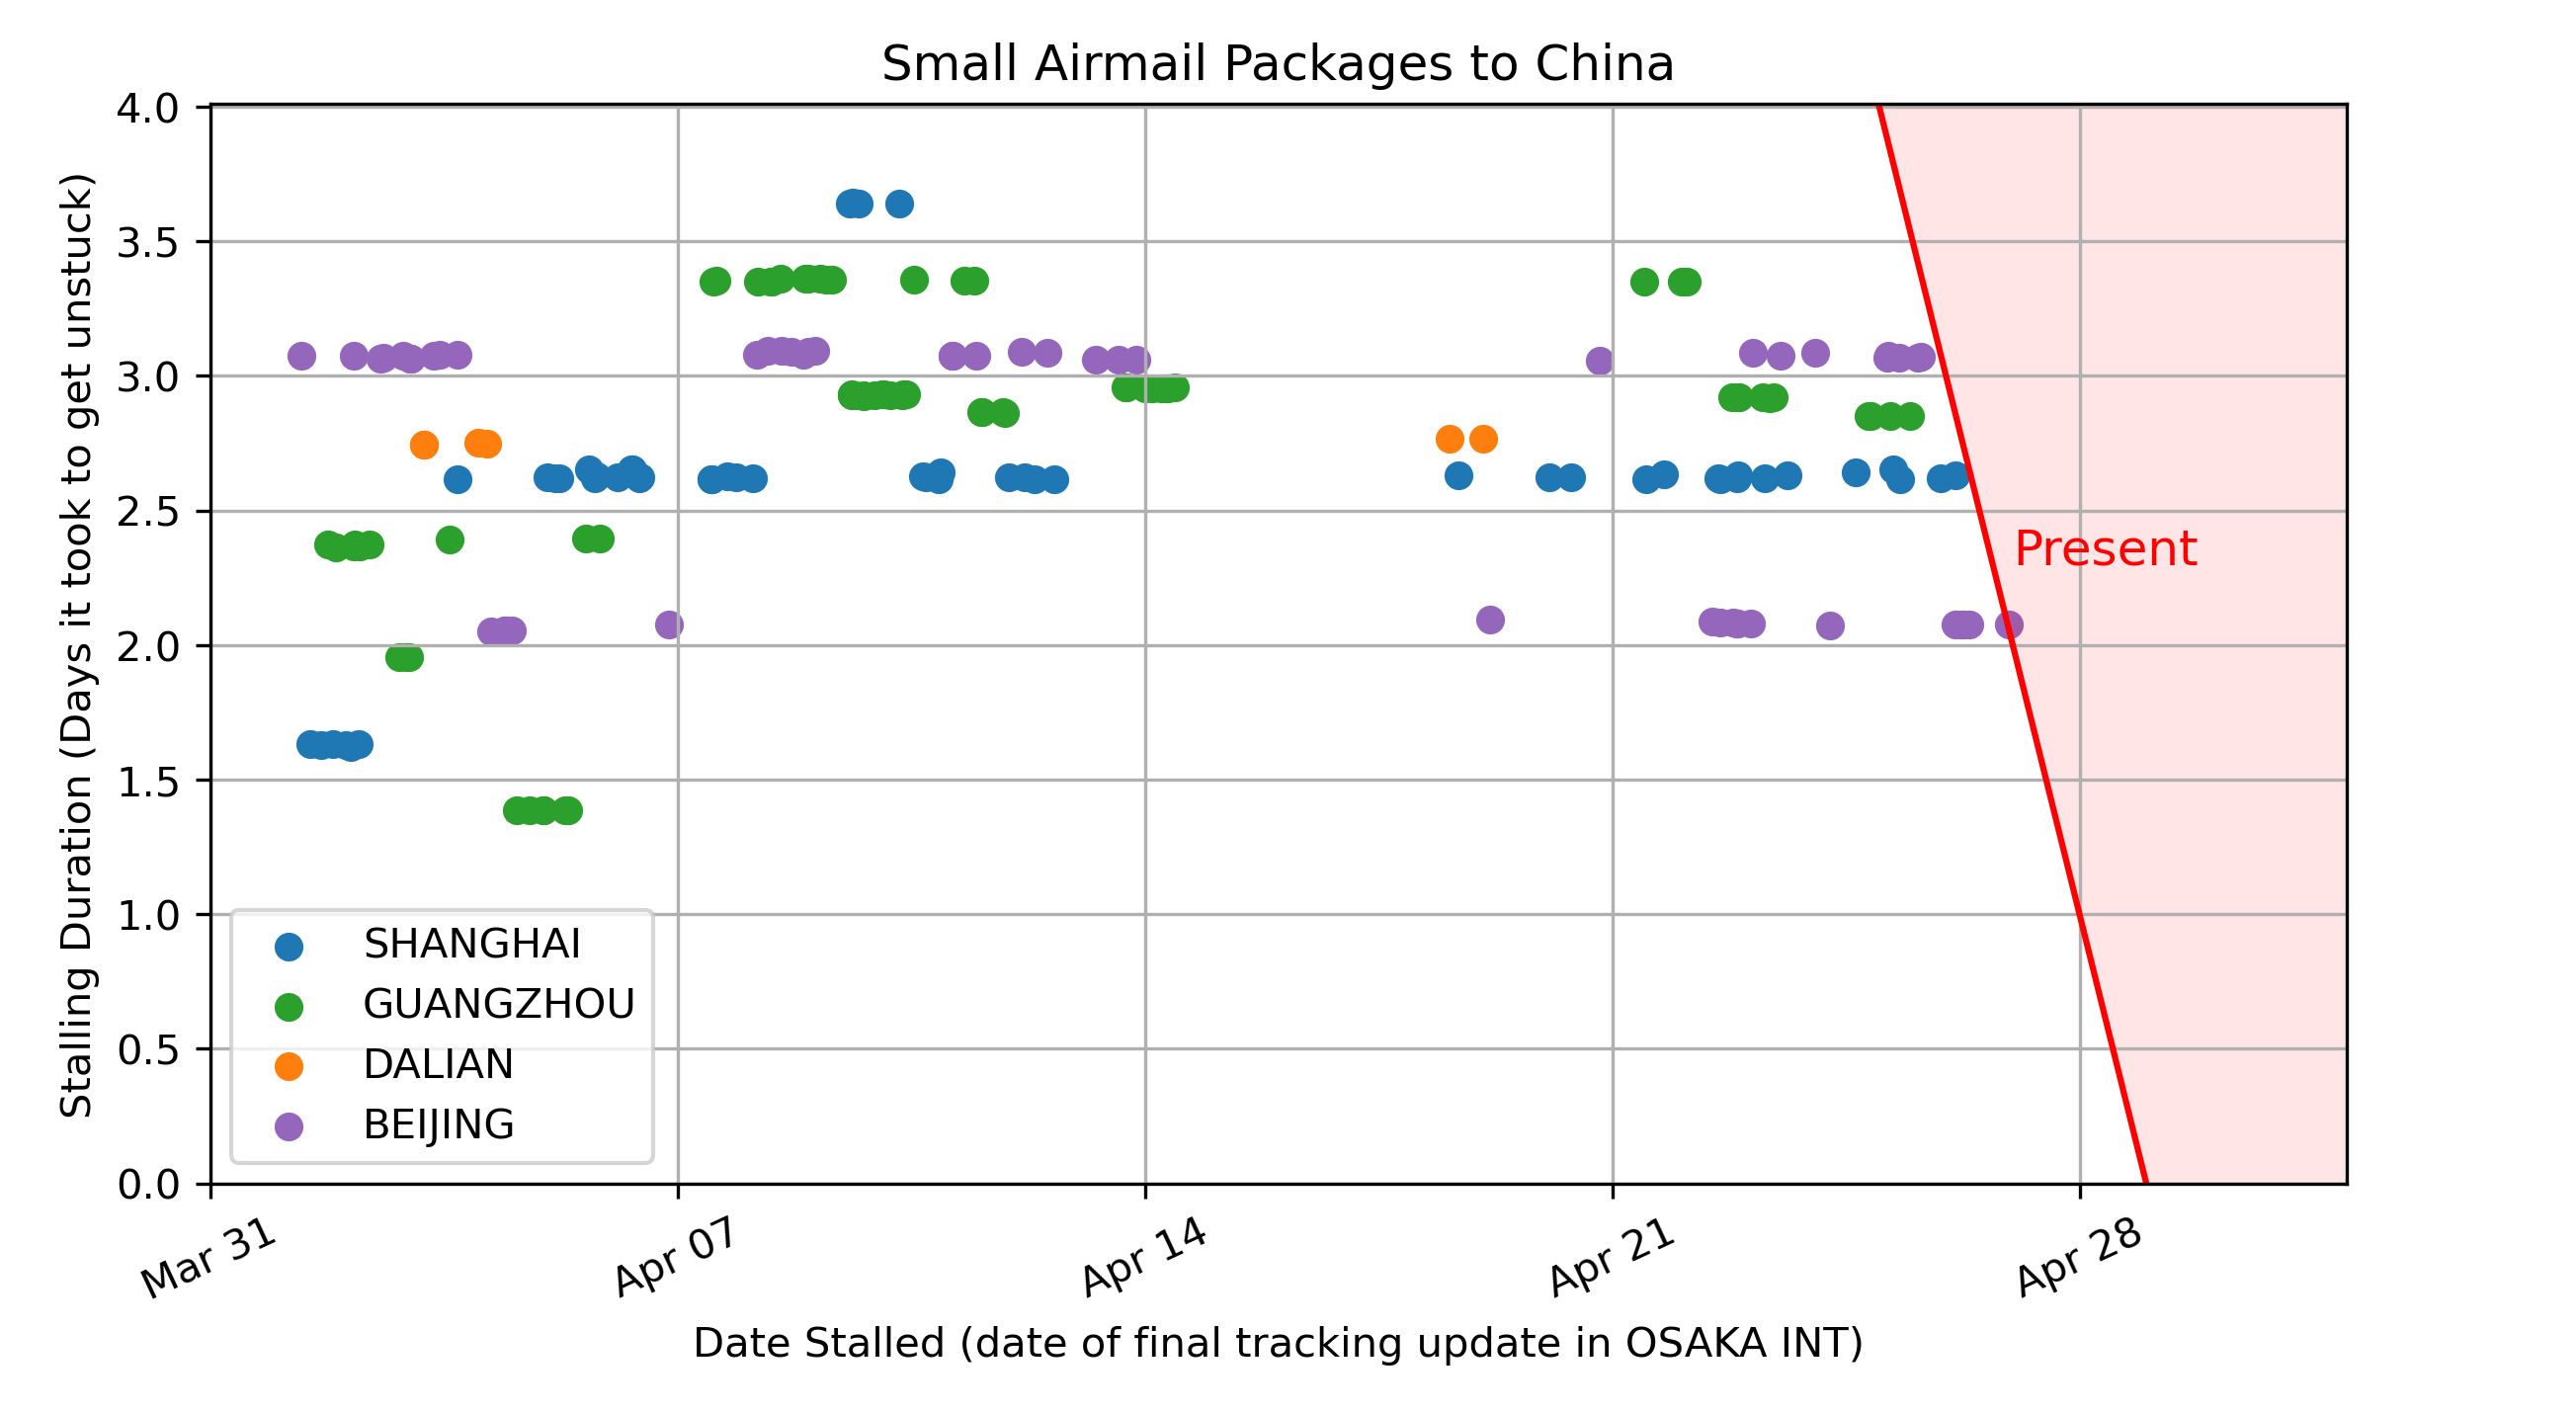 Small Airmail Packages to China
Stalling Duration (Days it took to get unstuck)
4.0
3.5
3.0
2.5
2.0
1.5
1.0
0.5
0.0
Present
SHANGHAI
GUANGZHOU
DALIAN
BEIJING
Mar 31
Apr 07
Apr 14
Apr 21
Apr 28
Date Stalled (date of final tracking update in OSAKA INT)